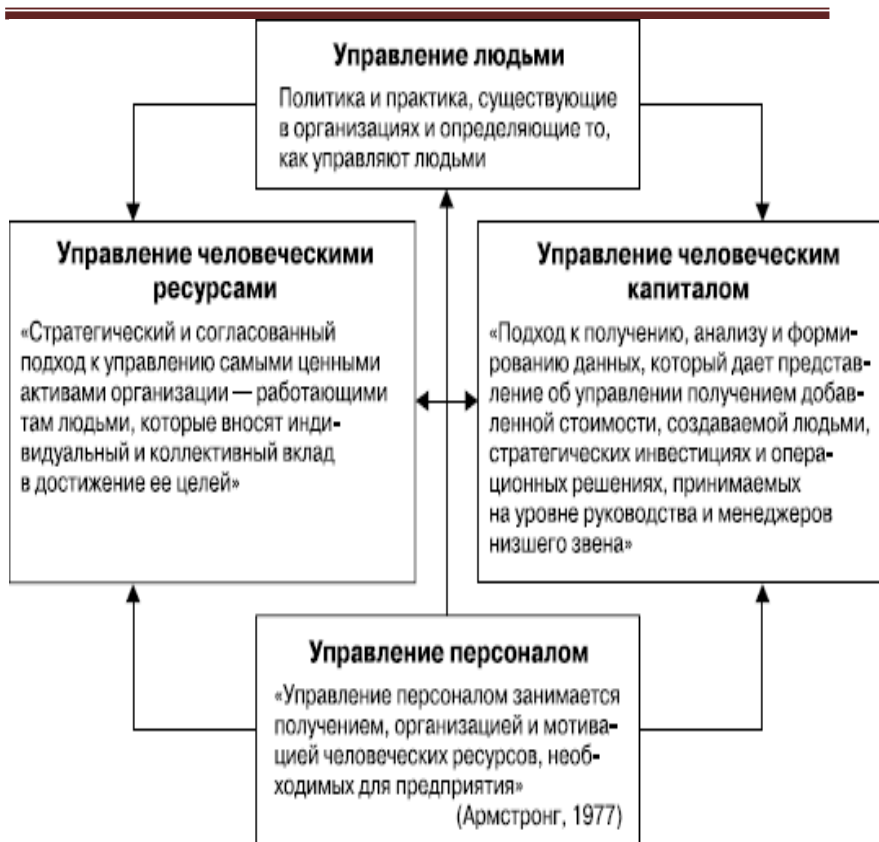 Управление людьми
Политика и практика, существующие
в организациях и определяющие то,
как управляют людьми
Управление человеческими
ресурсами
«Стратегический и согласованный
подход к управлению самыми ценными
активами организации — работающими
там людьми, которые вносят инди-
видуальный и коллективный вклад
в достижение ее целей»
Управление человеческим
капиталом
«Подход к получению, анализу и форми-
рованию данных, который дает представ-
ление об управлении получением добав-
ленной стоимости, создаваемой людьми,
стратегических инвестициях и опера-
ционных решениях, принимаемых
на уровне руководства и менеджеров
низшего звена»
Управление персоналом
«Управление персоналом занимается
получением, организацией и мотива-
цией человеческих ресурсов, необ-
ходимых для предприятия»
(Армстронг, 1977)